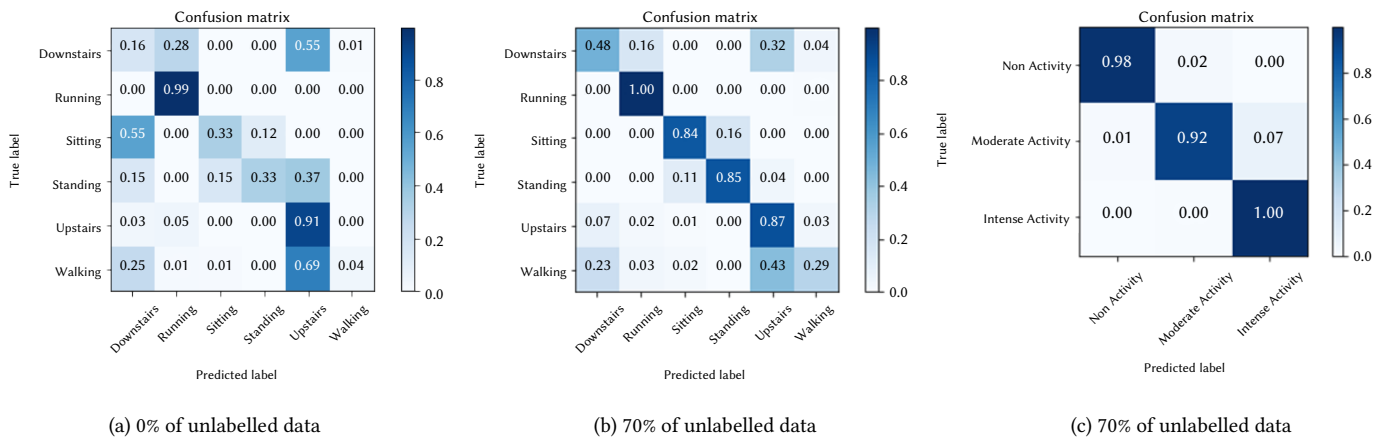 Confusion matrix
True label
Downstairs 0.16 0.28 0.00 0.00 0.55 0.01
Running 0.00 0.99 0.00 0.00 0.00 0.00
Sitting 0.55 0.00 0.33 0.12 0.00 0.00
Standing 0.15 0.00 0.15 0.33 0.37 0.00
Upstairs 0.03 0.05 0.00 0.00 0.91 0.00
Walking 0.25 0.01 0.01 0.00 0.69 0.04
Downstairs Running Sitting Standing Upstairs Walking
Predicted label
0.8
0.6
0.4
0.2
0.0
(a) 0% of unlabelled data
Confusion matrix
True label
Downstairs 0.48 0.16 0.00 0.00 0.32 0.04
Running 0.00 1.00 0.00 0.00 0.00 0.00
Sitting 0.00 0.00 0.84 0.16 0.00 0.00
Standing 0.00 0.00 0.11 0.85 0.04 0.00
Upstairs 0.07 0.02 0.01 0.87 0.03
Walking 0.23 0.03 0.02 0.00 0.43 0.29
Downstairs Running Sitting Standing Upstairs Walking
Predicted label
0.8
0.6
0.4
0.2
0.0
(b) 70% of unlabelled data
Confusion matrix
True label
Non Activity 0.98 0.02 0.00
Moderate Activity 0.01 0.92 0.07
Intense Activity 0.00 0.00 1.00
Non Activity Moderate Activity Intense Activity
Predicted label
0.8
0.6
0.4
0.2
0.0
(c) 70% of unlabelled data